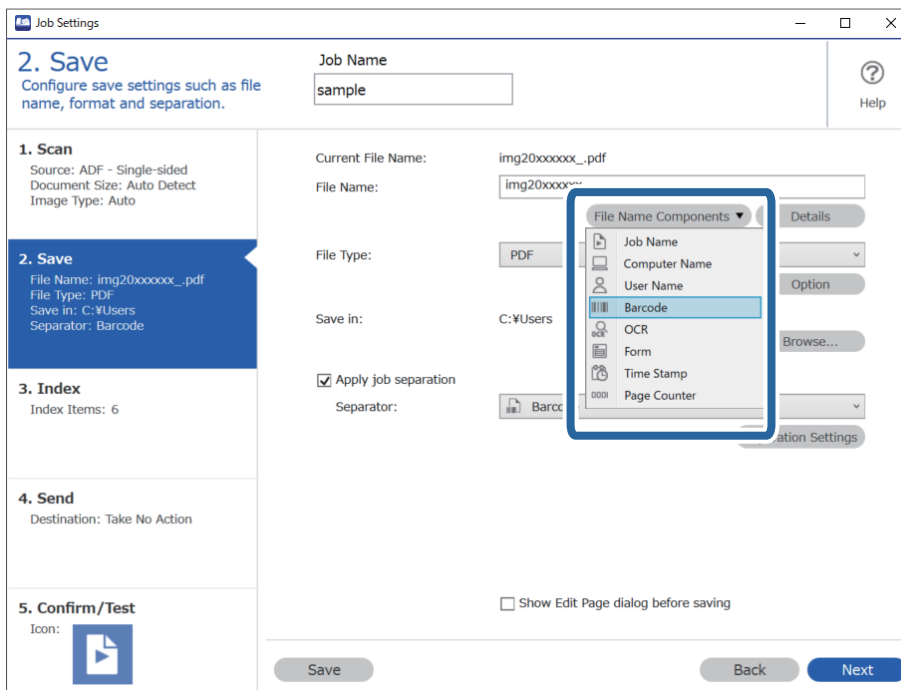 Job Settings
2. Save
Configure save settings such as file
name, format and separation.
Job Name
sample
Help
1. Scan
Source: ADF - Single-sided
Document Size: Auto Detect
Image Type: Auto
2. Save
File Name: img20xxxxxx_.pdf
File Type: PDF
Save in: C:¥Users
Separator: Barcode
3. Index
Index Items: 6
4. Send
Destination: Take No Action
5. Confirm/Test
Icon:
Current File Name: img20xxxxxx_.pdf
File Name: img20xxxxxx
File Name Components ▼ Details
Job Name
Computer Name
User Name
Barcode
OCR
Form
Time Stamp
Page Counter
File Type: PDF
Option
Save in: C:¥Users
Browse...
Apply job separation
Separator:
Settings
Show Edit Page dialog before saving
Save
Back
Next